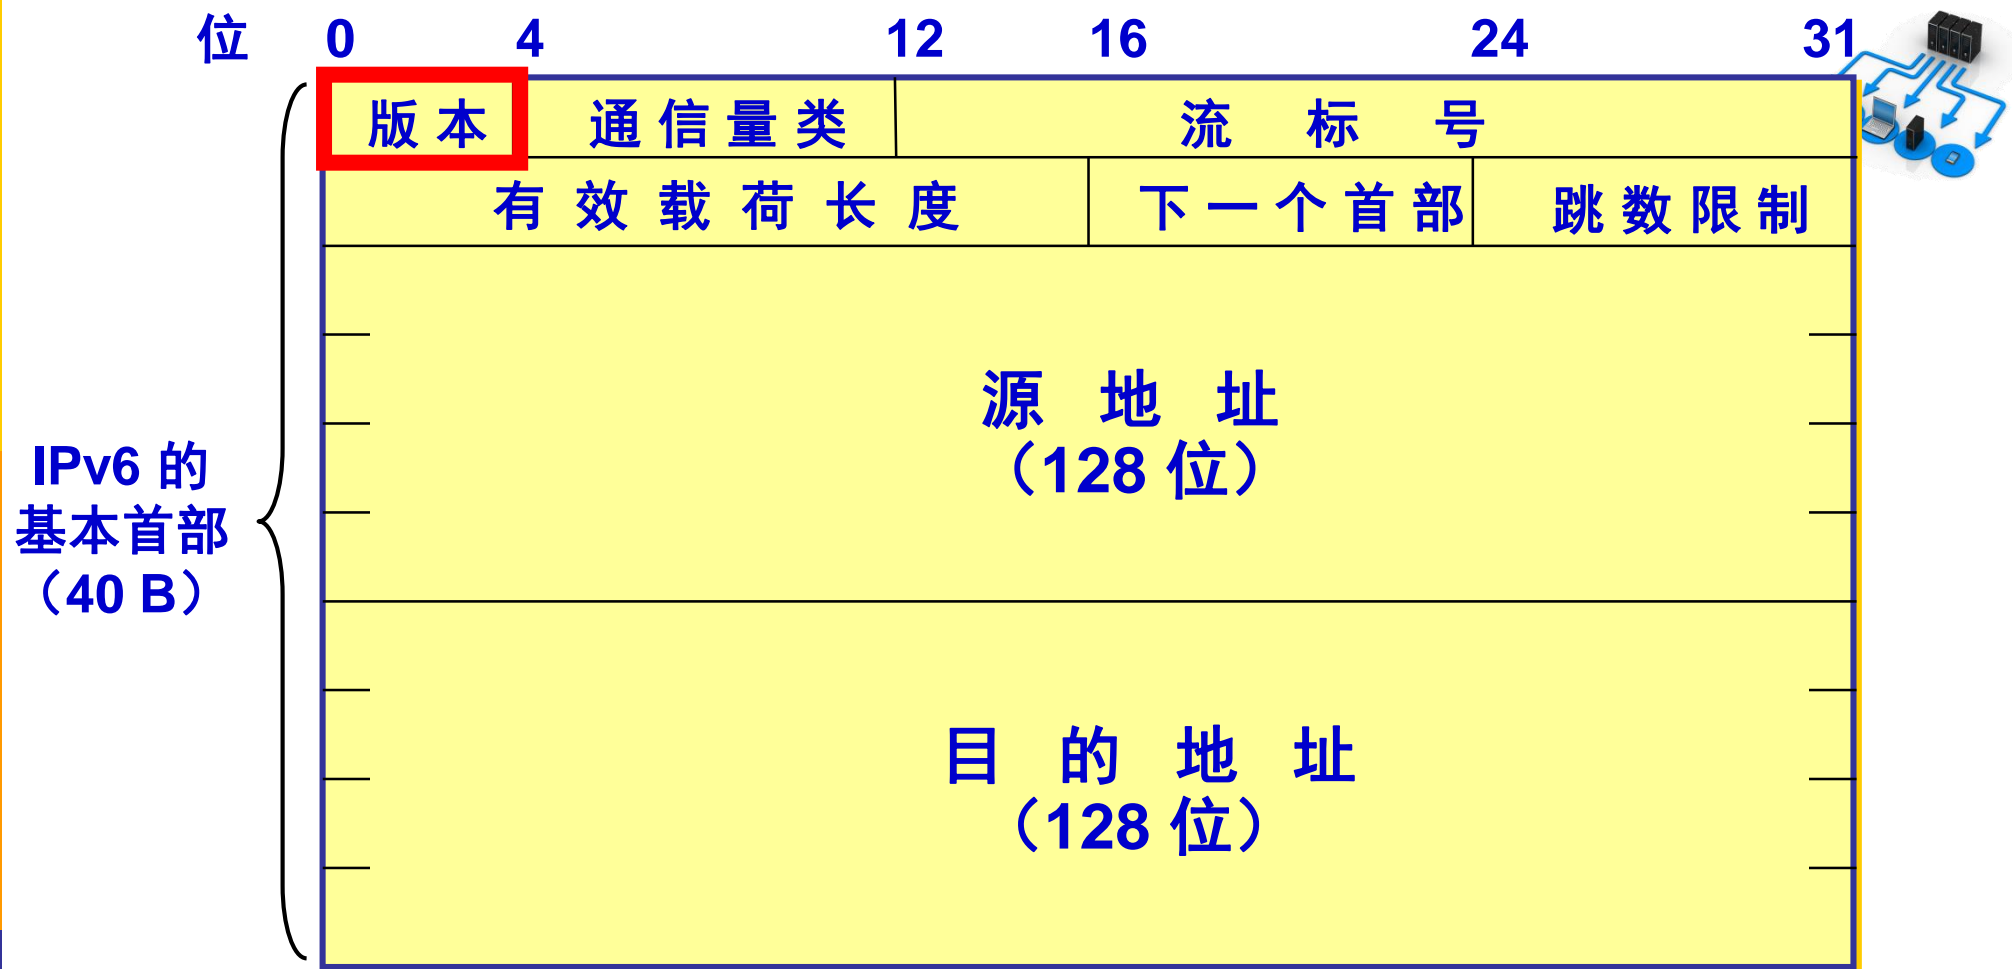 位 0 4 12 16 24 31
版本 通信量类 流标号
有效载荷长度 下一个首部 跳数限制
源地址
（128 位）
IPv6 的
基本首部
（40 B）
目的地址
（128 位）